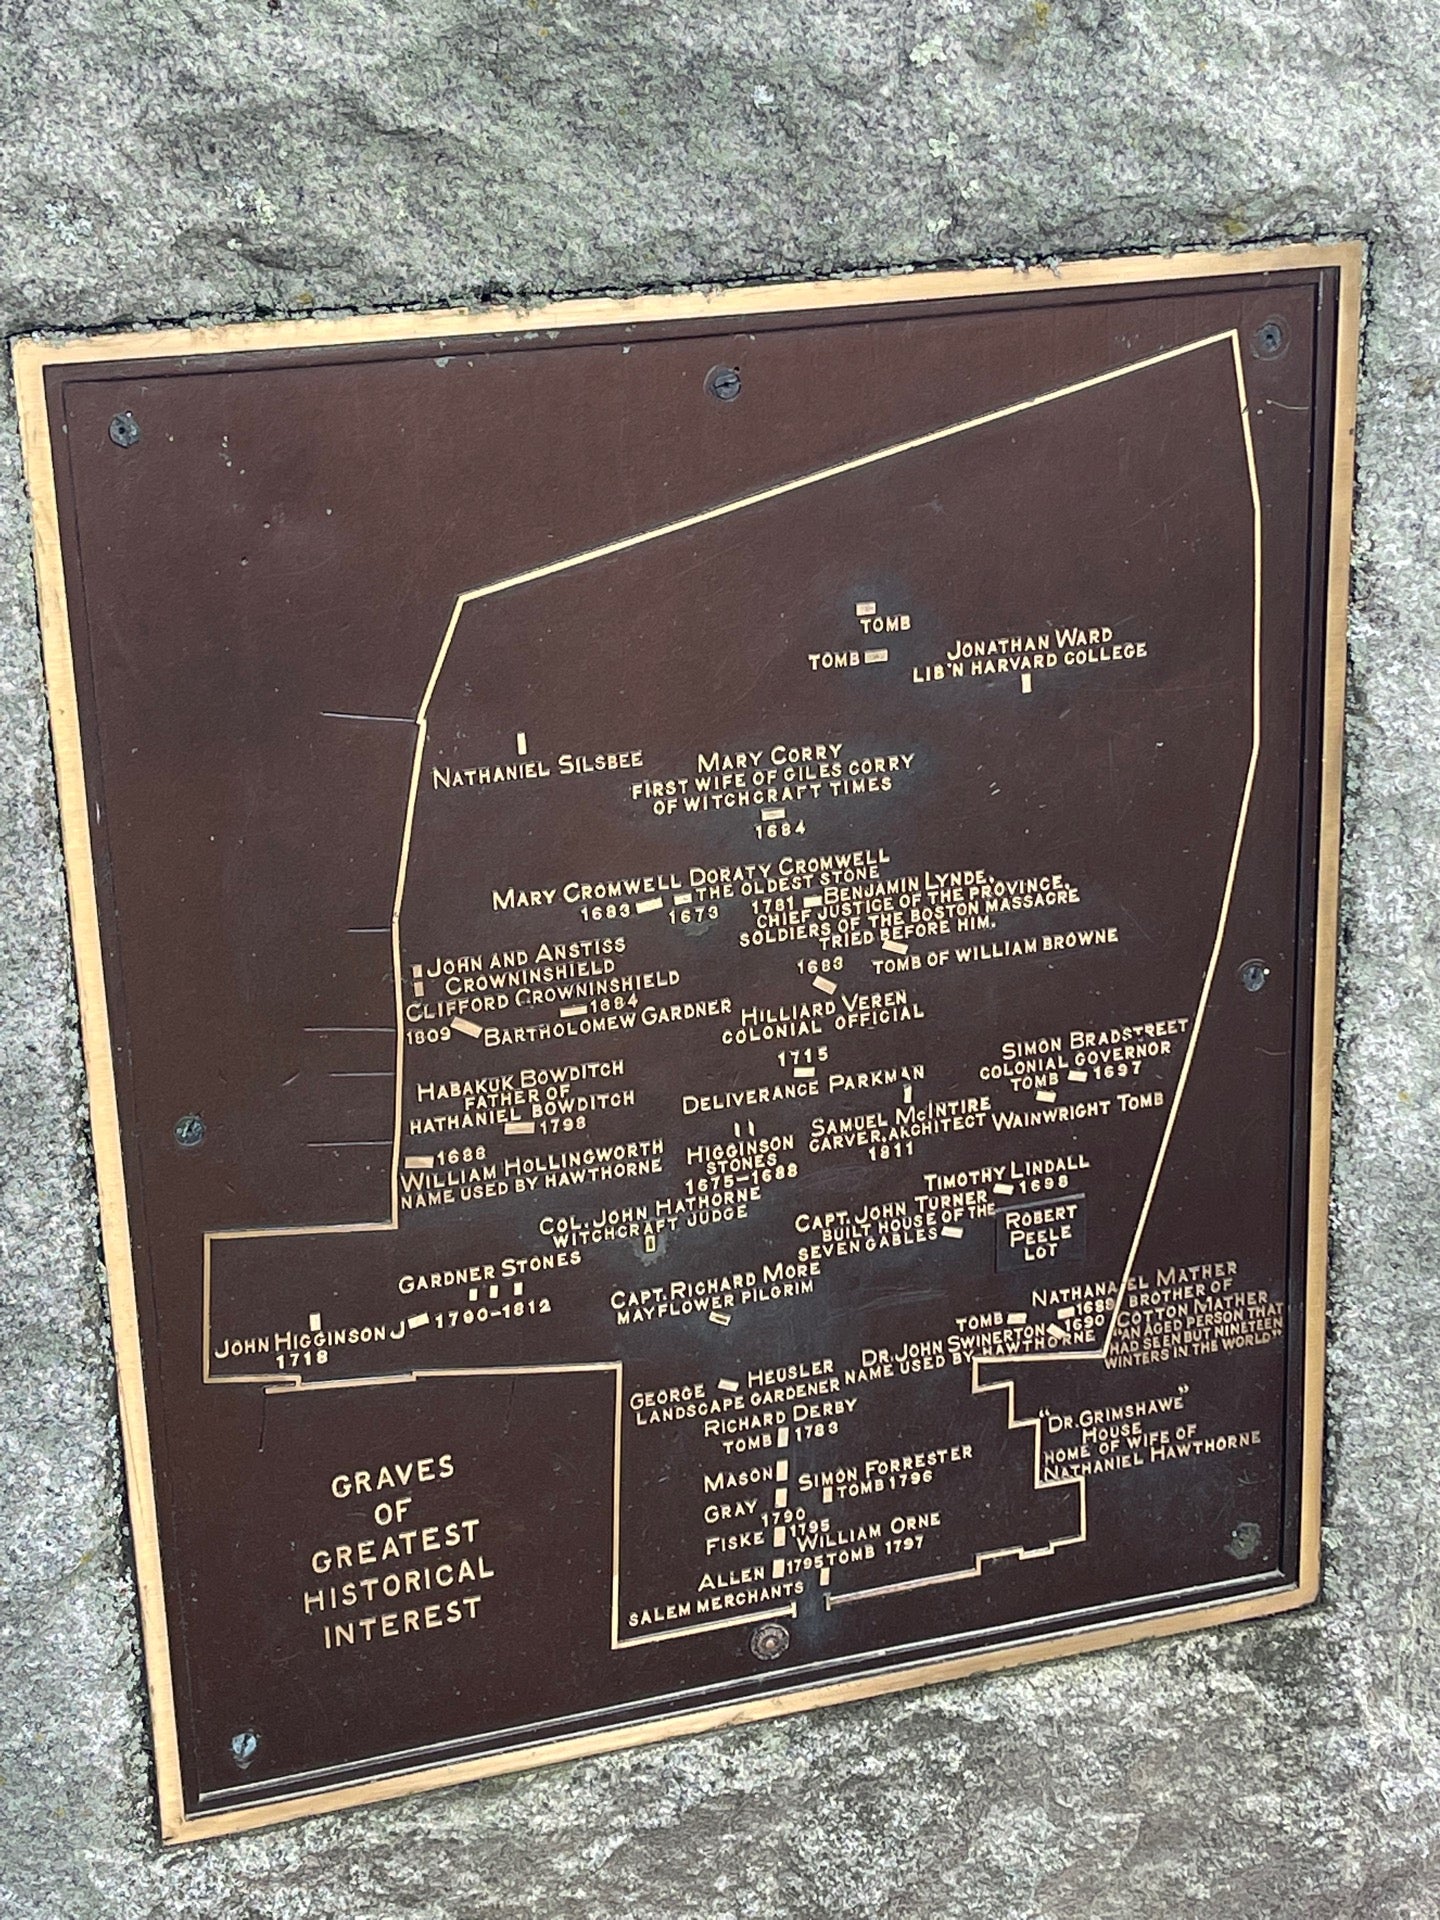 TOMB
TOMB
JONATHAN WARD
LIB'N HARVARD COLLEGE
NATHANIEL SILSBEE
MARY CORRY
FIRST WIFE OF GILES CORRY
OF WITCHCRAFT TIMES
1684
MARY CROMWELL
1683
DORATY CROMWELL
THE OLDEST STONE
1673
1781 BENJAMIN LYNDE.
CHIEF JUSTICE OF THE PROVINCE.
SOLDIERS OF THE BOSTON MASSACRE
TRIED BEFORE HIM.
TOMB OF WILLIAM BROWNE
JOHN AND ANSTISS
CROWNINSHIELD
CLIFFORD CROWNINSHIELD
1809
1684
BARTHOLOMEW GARDNER
1683
HILLIARD VEREN
COLONIAL OFFICIAL
1715
DELIVERANCE PARKMAN
SIMON BRADSTREET
COLONIAL GOVERNOR
TOMB 1697
WAINWRIGHT TOMB
HABAKUK BOWDITCH
FATHER OF
NATHANIEL BOWDITCH
1798
1688
WILLIAM HOLLINGWORTH
NAME USED BY HAWTHORNE
HIGGINSON
STONES
1675-1688
SAMUEL McINTIRE
CARVER, ARCHITECT
1811
TIMOTHY LINDALL
1698
COL. JOHN HATHORNE
WITCHCRAFT JUDGE
CAPT. JOHN TURNER
BUILT HOUSE OF THE
SEVEN GABLES
ROBERT
PEELE
LOT
GARDNER STONES
1790-1812
JOHN HIGGINSON J
1718
CAPT. RICHARD MORE
MAYFLOWER PILGRIM
NATHANAEL MATHER
1688 BROTHER OF
COTTON MATHER
"AN AGED PERSON THAT
HAD SEEN BUT NINETEEN
WINTERS IN THE WORLD"
TOMB
DR. JOHN SWINERTON 1690
NAME USED BY HAWTHORNE
GEORGE HEUSLER
LANDSCAPE GARDENER
RICHARD DERBY
TOMB 1783
MASON
SIMON FORRESTER
TOMB 1796
GRAY
1790
FISKE 1795
WILLIAM ORNE
TOMB 1797
ALLEN 1795
SALEM MERCHANTS
"DR. GRIMSHAWE"
HOUSE
HOME OF WIFE OF
NATHANIEL HAWTHORNE
GRAVES
OF
GREATEST
HISTORICAL
INTEREST